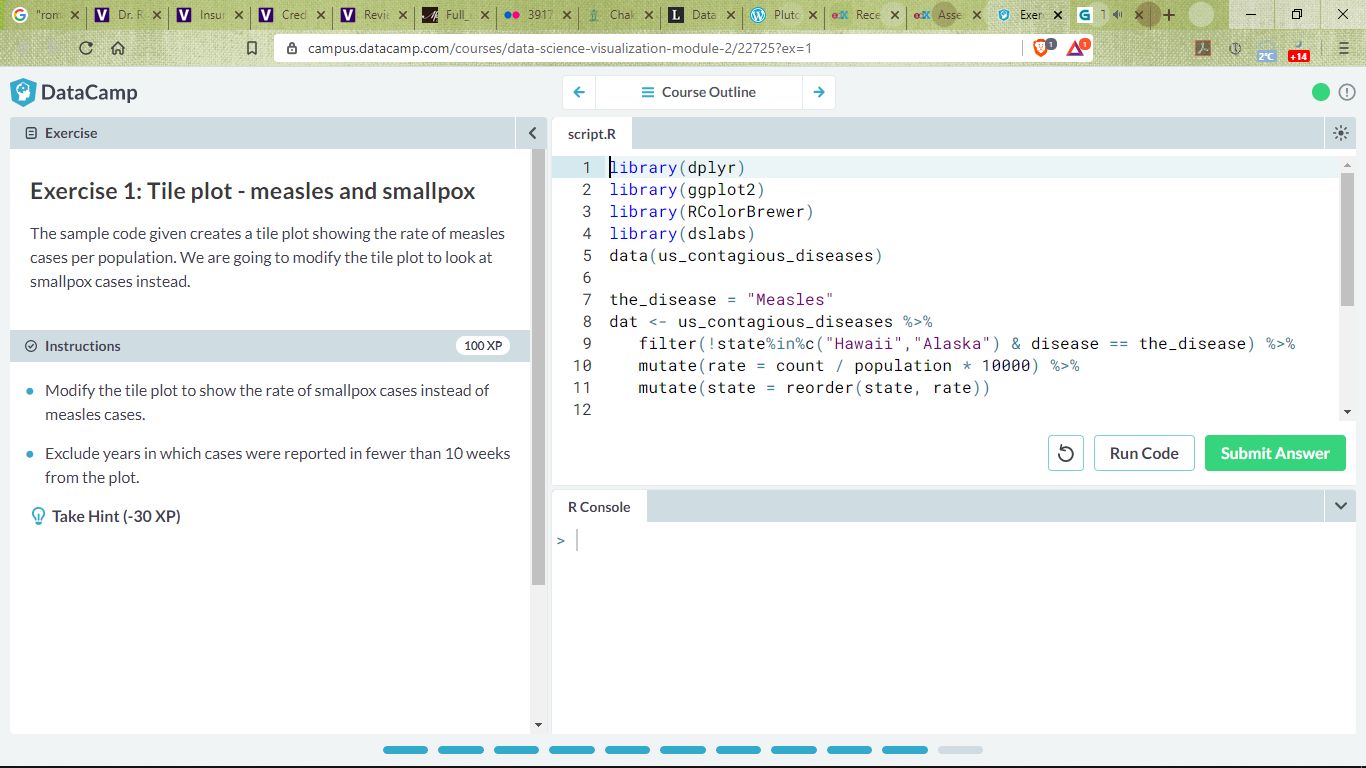 "rom
Dr. R
Insur
Cred
Revie
Full_
3917
Chak
Data
Pluto
Rece
Asse
Exer
1
campus.datacamp.com/courses/data-science-visualization-module-2/22725?ex=1
1
1
2°C
+14
DataCamp
Course Outline
Exercise
Exercise 1: Tile plot - measles and smallpox
The sample code given creates a tile plot showing the rate of measles
cases per population. We are going to modify the tile plot to look at
smallpox cases instead.
Instructions
100 XP
Modify the tile plot to show the rate of smallpox cases instead of
measles cases.
Exclude years in which cases were reported in fewer than 10 weeks
from the plot.
Take Hint (-30 XP)
script.R
1 library(dplyr)
2 library(ggplot2)
3 library(RColorBrewer)
4 library(dslabs)
5 data(us_contagious_diseases)
6
7 the_disease = "Measles"
8 dat <- us_contagious_diseases %>%
9 filter(!state%in%c("Hawaii","Alaska") & disease == the_disease) %>%
10 mutate(rate = count / population * 10000) %>%
11 mutate(state = reorder(state, rate))
12
Run Code
Submit Answer
R Console
>